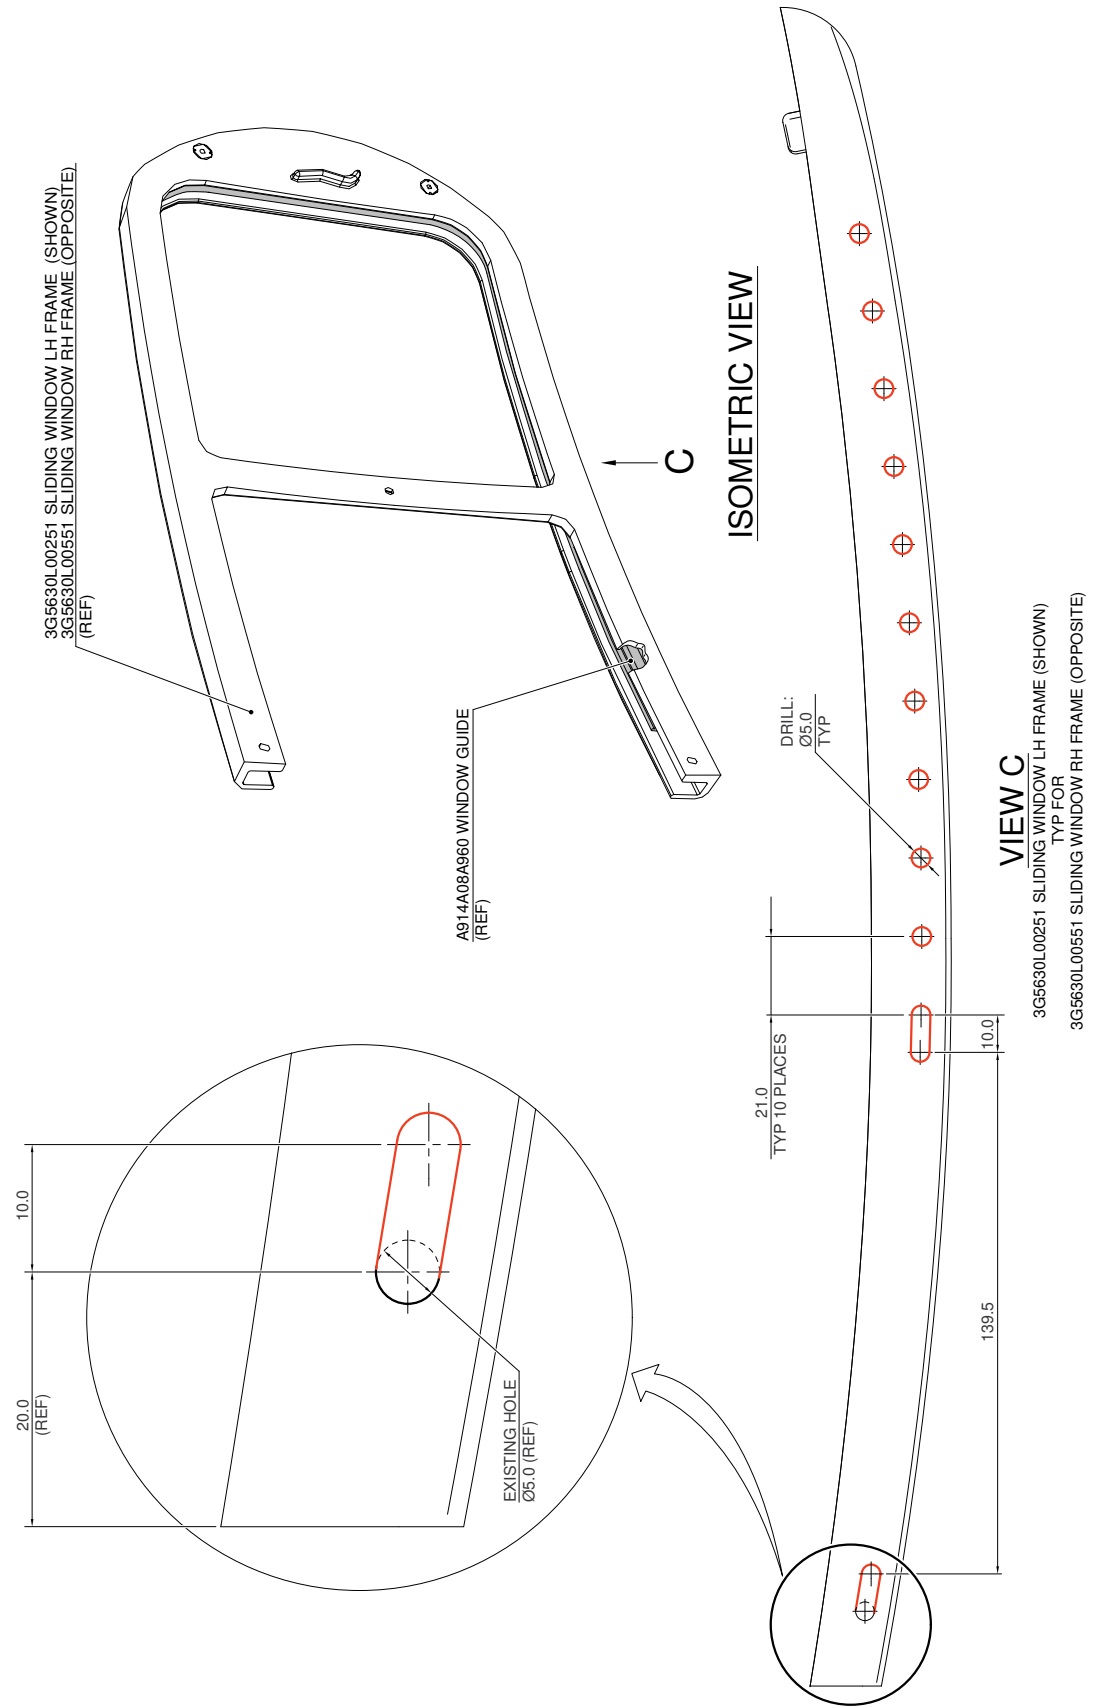 3G5630L00251 SLIDING WINDOW LH FRAME (SHOWN)
3G5630L00551 SLIDING WINDOW RH FRAME (OPPOSITE)
(REF)
A914A08A960 WINDOW GUIDE
(REF)
C
ISOMETRIC VIEW
20.0
(REF)
10.0
EXISTING HOLE
Ø5.0 (REF)
21.0
TYP 10 PLACES
DRILL:
Ø5.0
TYP
139.5
10.0
VIEW C
3G5630L00251 SLIDING WINDOW LH FRAME (SHOWN)
TYP FOR
3G5630L00551 SLIDING WINDOW RH FRAME (OPPOSITE)